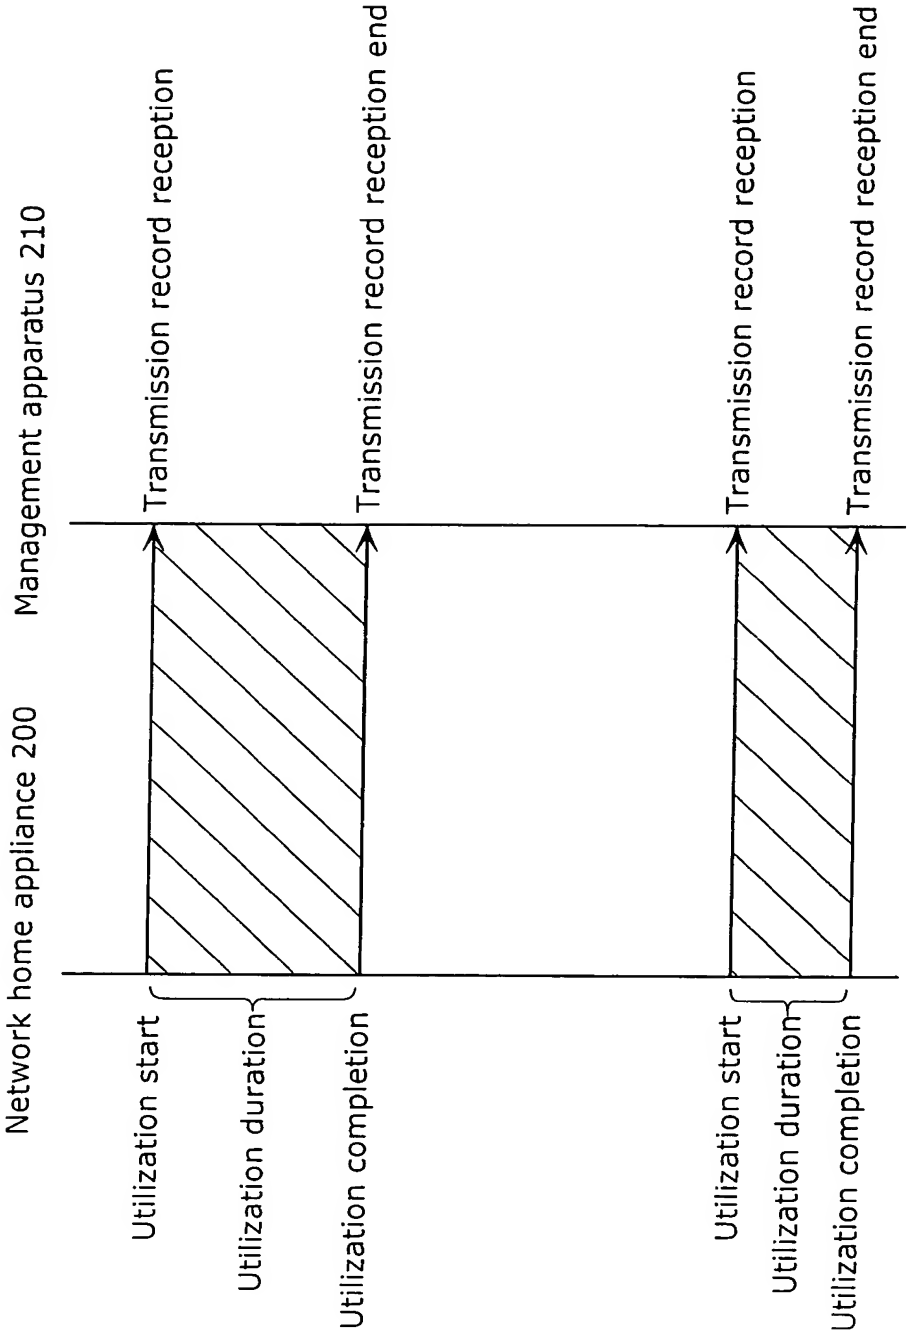 Network home appliance 200
Management apparatus 210
Utilization start
Transmission record reception
Utilization duration
Utilization completion
Transmission record reception end
Utilization start
Transmission record reception
Utilization duration
Utilization completion
Transmission record reception end